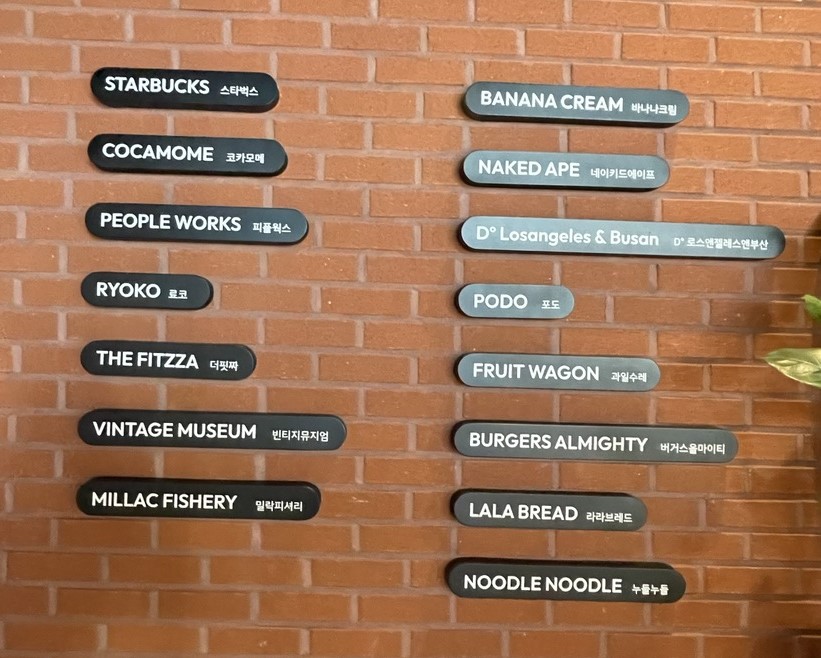 STARBUCKS 스타벅스
COCAMOME 코카모메
PEOPLE WORKS 피플웍스
RYOKO 료코
THE FITZZA 더핏짜
VINTAGE MUSEUM 빈티지뮤지엄
MILLAC FISHERY 밀락피셔리
BANANA CREAM 바나나크림
NAKED APE 네이키드에이프
D° Losangeles & Busan D° 로스앤젤레스앤부산
PODO 포도
FRUIT WAGON 과일수레
BURGERS ALMIGHTY 버거스올마이티
LALA BREAD 라라브레드
NOODLE NOODLE 누들누들